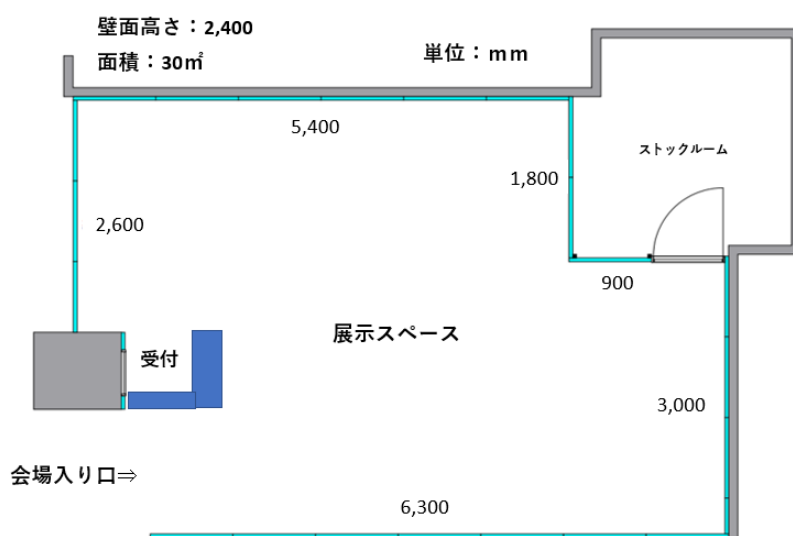 壁面高さ：2,400
面積：30㎡
単位：mm
5,400
ストックルーム
1,800
2,600
900
展示スペース
受付
3,000
会場入り口⇒
6,300